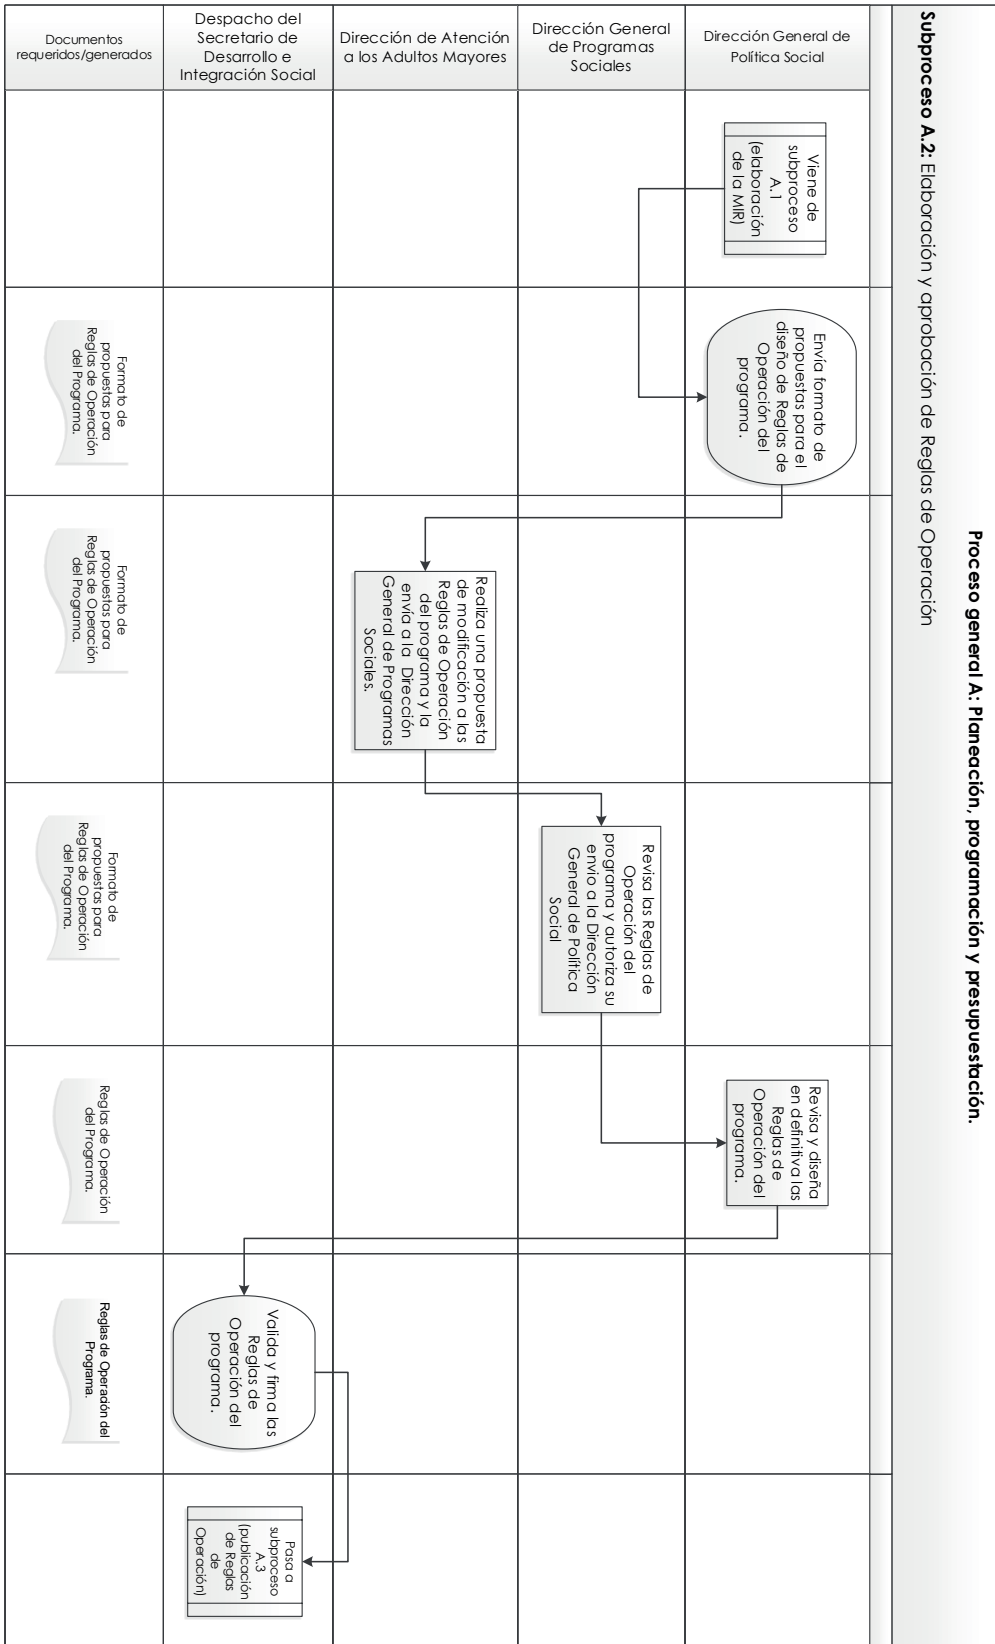 Proceso general A: Planeación, programación y presupuestación.
Subproceso A.2: Elaboración y aprobación de Reglas de Operación
Dirección General de
Política Social
Dirección General
de Programas
Sociales
Dirección de Atención
a los Adultos Mayores
Despacho del
Secretario de
Desarrollo e
Integración Social
Documentos
requeridos/generados
Viene de
subproceso
A.1
(elaboración
de la MIR)
Envía formato de
propuestas para el
diseño de Reglas de
Operación del
programa.
Formato de
propuestas para
Reglas de Operación
del Programa.
Realiza una propuesta
de modificación a las
Reglas de Operación
del programa y la
envía a la Dirección
General de Programas
Sociales.
Formato de
propuestas para
Reglas de Operación
del Programa.
Revisa las Reglas de
Operación del
programa y autoriza su
envio a la Dirección
General de Política
Social
Formato de
propuestas para
Reglas de Operación
del Programa.
Revisa y diseña
en definitiva las
Reglas de
Operación del
programa.
Reglas de Operación
del Programa.
Valida y firma las
Reglas de
Operación del
programa.
Reglas de Operación del
Programa.
Pasa a
subproceso
A.3
(publicación
de Reglas
de
Operación)